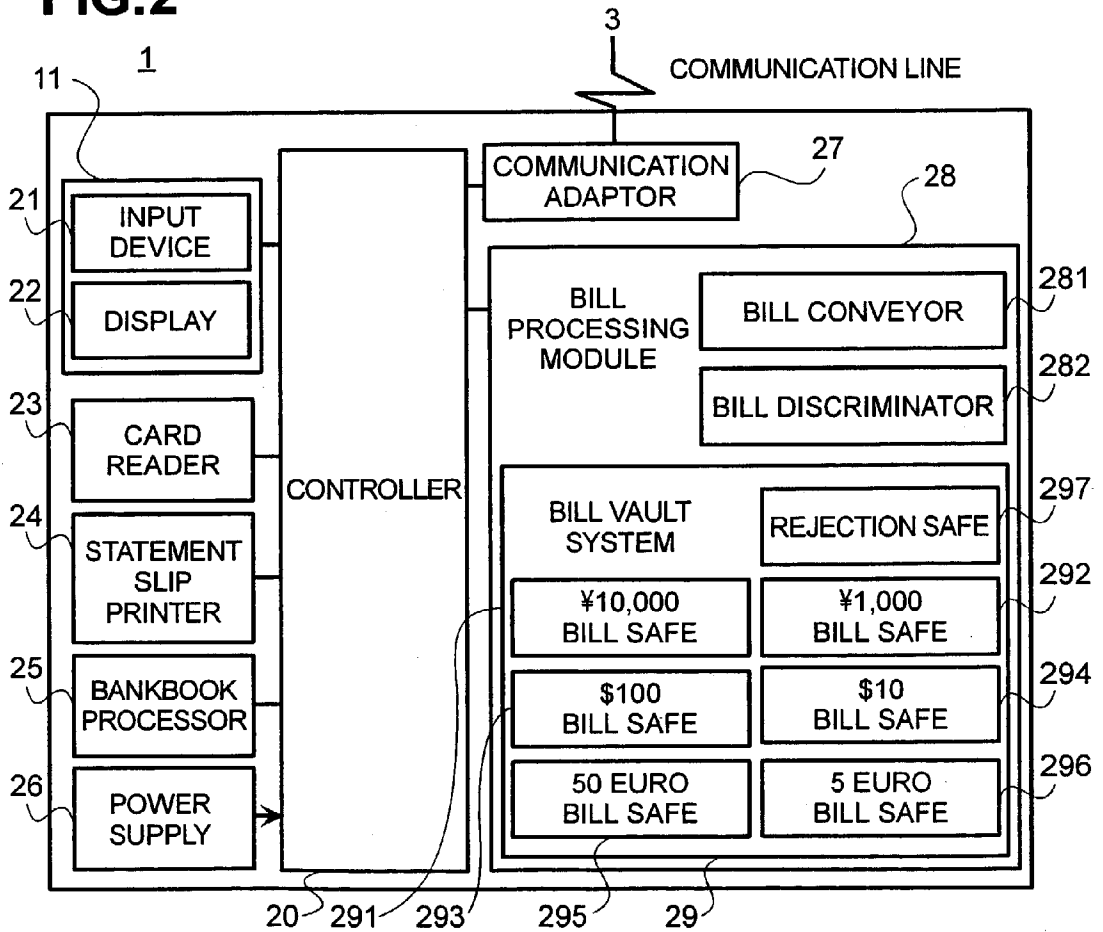 FIG.2
1
3
COMMUNICATION LINE
11
COMMUNICATION
ADAPTOR
27
28
21
INPUT
DEVICE
22
DISPLAY
BILL
PROCESSING
MODULE
BILL CONVEYOR
281
BILL DISCRIMINATOR
282
23
CARD
READER
CONTROLLER
24
STATEMENT
SLIP
PRINTER
BILL VAULT
SYSTEM
REJECTION SAFE
297
¥10,000
BILL SAFE
¥1,000
BILL SAFE
292
25
BANKBOOK
PROCESSOR
$100
BILL SAFE
$10
BILL SAFE
294
26
POWER
SUPPLY
50 EURO
BILL SAFE
5 EURO
BILL SAFE
296
20
291
293
295
29